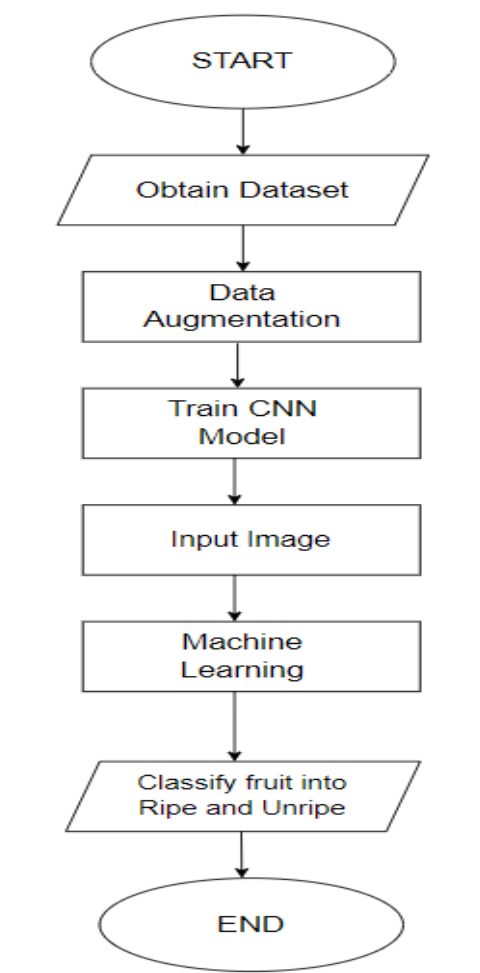 START
Obtain Dataset
Data
Augmentation
Train CNN
Model
Input Image
Machine
Learning
Classify fruit into
Ripe and Unripe
END